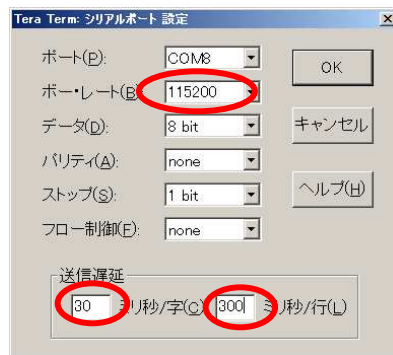 Tera Term: シリアルポート 設定
ポート(P): COM8 OK
ボー・レート(B) 115200
データ(D): 8 bit キャンセル
パリティ(A): none
ストップ(S): 1 bit ヘルプ(H)
フロー制御(F): none
送信遅延
30 ミリ秒/字(C) 300 ミリ秒/行(L)